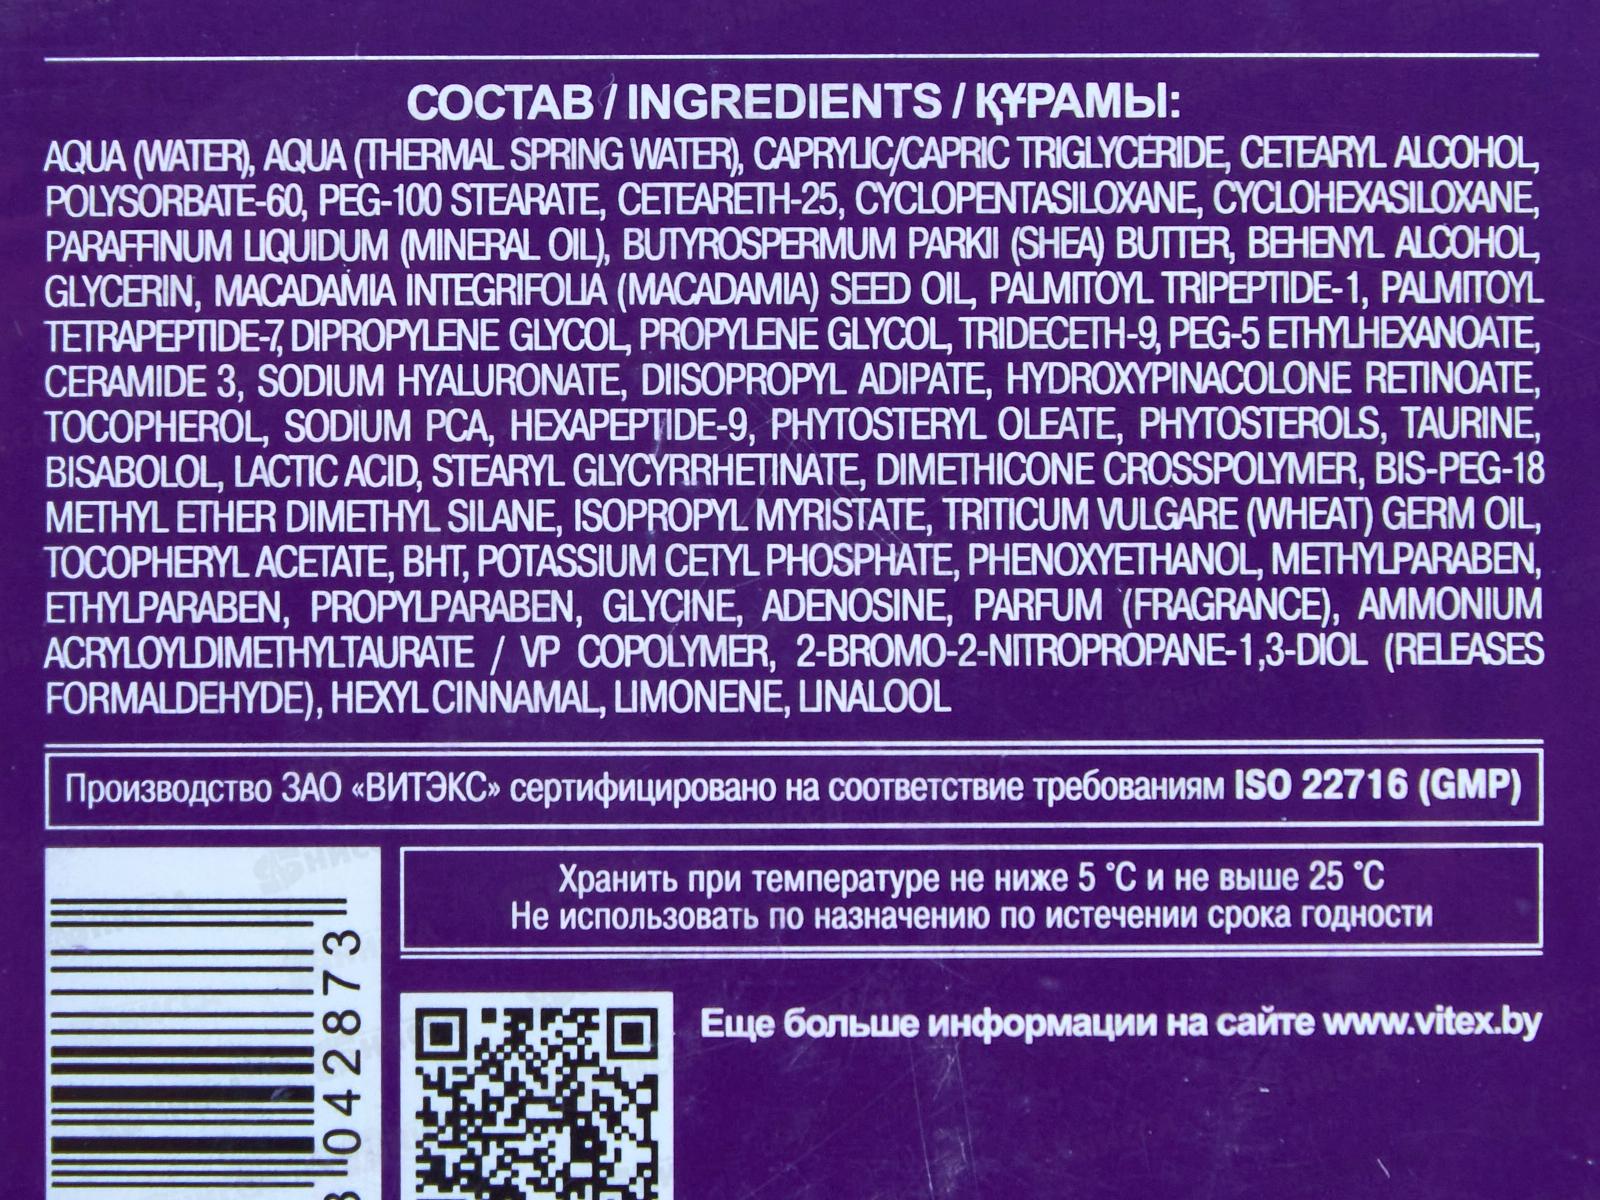 СОСТАВ / INGREDIENTS / ҚҰРАМЫ:
AQUA (WATER), AQUA (THERMAL SPRING WATER), CAPRYLIC/CAPRIC TRIGLYCERIDE, CETEARYL ALCOHOL,
POLYSORBATE-60, PEG-100 STEARATE, CETEARETH-25, CYCLOPENTASILOXANE, CYCLOHEXASILOXANE,
PARAFFINUM LIQUIDUM (MINERAL OIL), BUTYROSPERMUM PARKII (SHEA) BUTTER, BEHENYL ALCOHOL,
GLYCERIN, MACADAMIA INTEGRIFOLIA (MACADAMIA) SEED OIL, PALMITOYL TRIPEPTIDE-1, PALMITOYL
TETRAPEPTIDE-7, DIPROPYLENE GLYCOL, PROPYLENE GLYCOL, TRIDECETH-9, PEG-5 ETHYLHEXANOATE,
CERAMIDE 3, SODIUM HYALURONATE, DIISOPROPYL ADIPATE, HYDROXYPINACOLONE RETINOATE,
TOCOPHEROL, SODIUM PCA, HEXAPEPTIDE-9, PHYTOSTERYL OLEATE, PHYTOSTEROLS, TAURINE,
BISABOLOL, LACTIC ACID, STEARYL GLYCYRRHETINATE, DIMETHICONE CROSSPOLYMER, BIS-PEG-18
METHYL ETHER DIMETHYL SILANE, ISOPROPYL MYRISTATE, TRITICUM VULGARE (WHEAT) GERM OIL,
TOCOPHERYL ACETATE, BHT, POTASSIUM CETYL PHOSPHATE, PHENOXYETHANOL, METHYLPARABEN,
ETHYLPARABEN, PROPYLPARABEN, GLYCINE, ADENOSINE, PARFUM (FRAGRANCE), AMMONIUM
ACRYLOYLDIMETHYLTAURATE / VP COPOLYMER, 2-BROMO-2-NITROPROPANE-1,3-DIOL (RELEASES
FORMALDEHYDE), HEXYL CINNAMAL, LIMONENE, LINALOOL
Производство ЗАО «ВИТЭКС» сертифицировано на соответствие требованиям ISO 22716 (GMP)
Хранить при температуре не ниже 5 °C и не выше 25 °C
Не использовать по назначению по истечении срока годности
Еще больше информации на сайте www.vitex.by
3042873